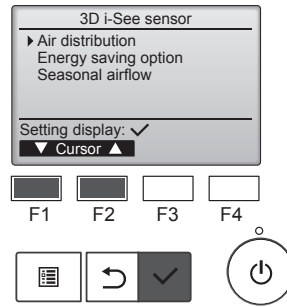 3D i-See sensor
Air distribution
Energy saving option
Seasonal airflow
Setting display: ✓
▼ Cursor ▲
F1 F2 F3 F4